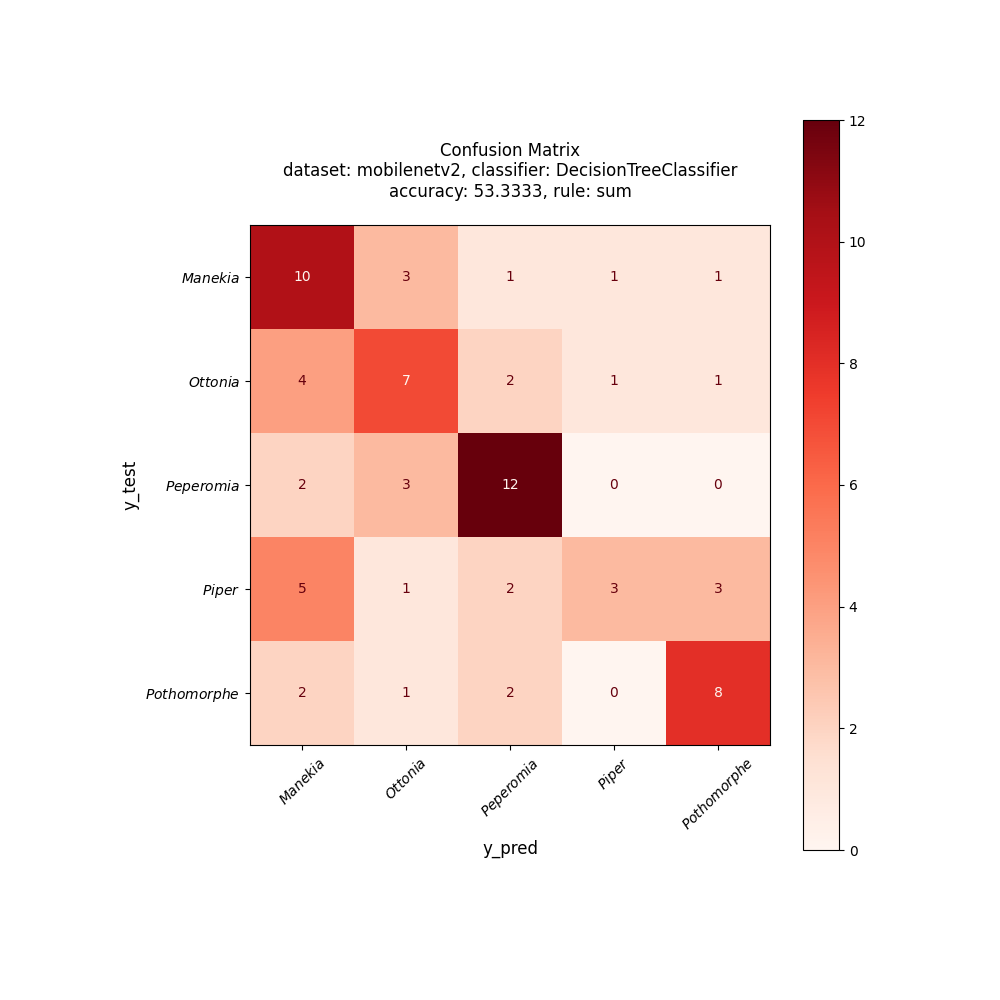 Confusion Matrix
dataset: mobilenetv2, classifier: DecisionTreeClassifier
accuracy: 53.3333, rule: sum
Manekia 10 3 1 1 1
Ottonia 4 7 2 1 1
Peperomia 2 3 12 0 0
Piper 5 1 2 3 3
Pothomorphe 2 1 2 0 8
Manekia Ottonia Peperomia Piper Pothomorphe
y_test
y_pred
12
10
8
6
4
2
0